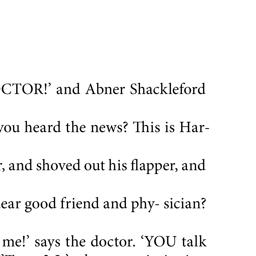 CTOR!’ and Abner Shackleford
you heard the news? This is Har-
and shoved out his flapper, and
ear good friend and phy- sician?
me!’ says the doctor. ‘YOU talk